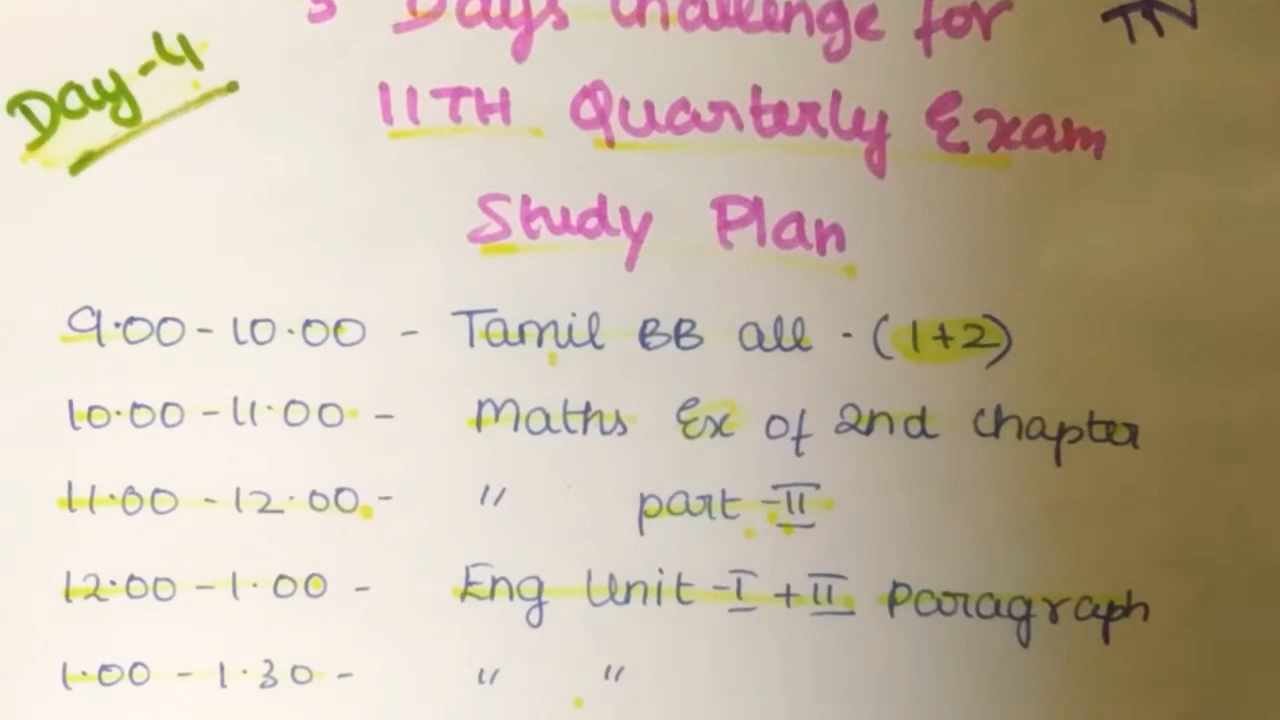 Days Challenge for TN
Day-4
11TH Quarterly Exam
Study Plan
9.00 - 10.00 - Tamil BB all - (1+2)
10.00 - 11.00 - Maths Ex of 2nd chapter
11.00 - 12.00 - " part - II
12.00 - 1.00 - Eng Unit - I + II paragraph
1.00 - 1.30 - " "